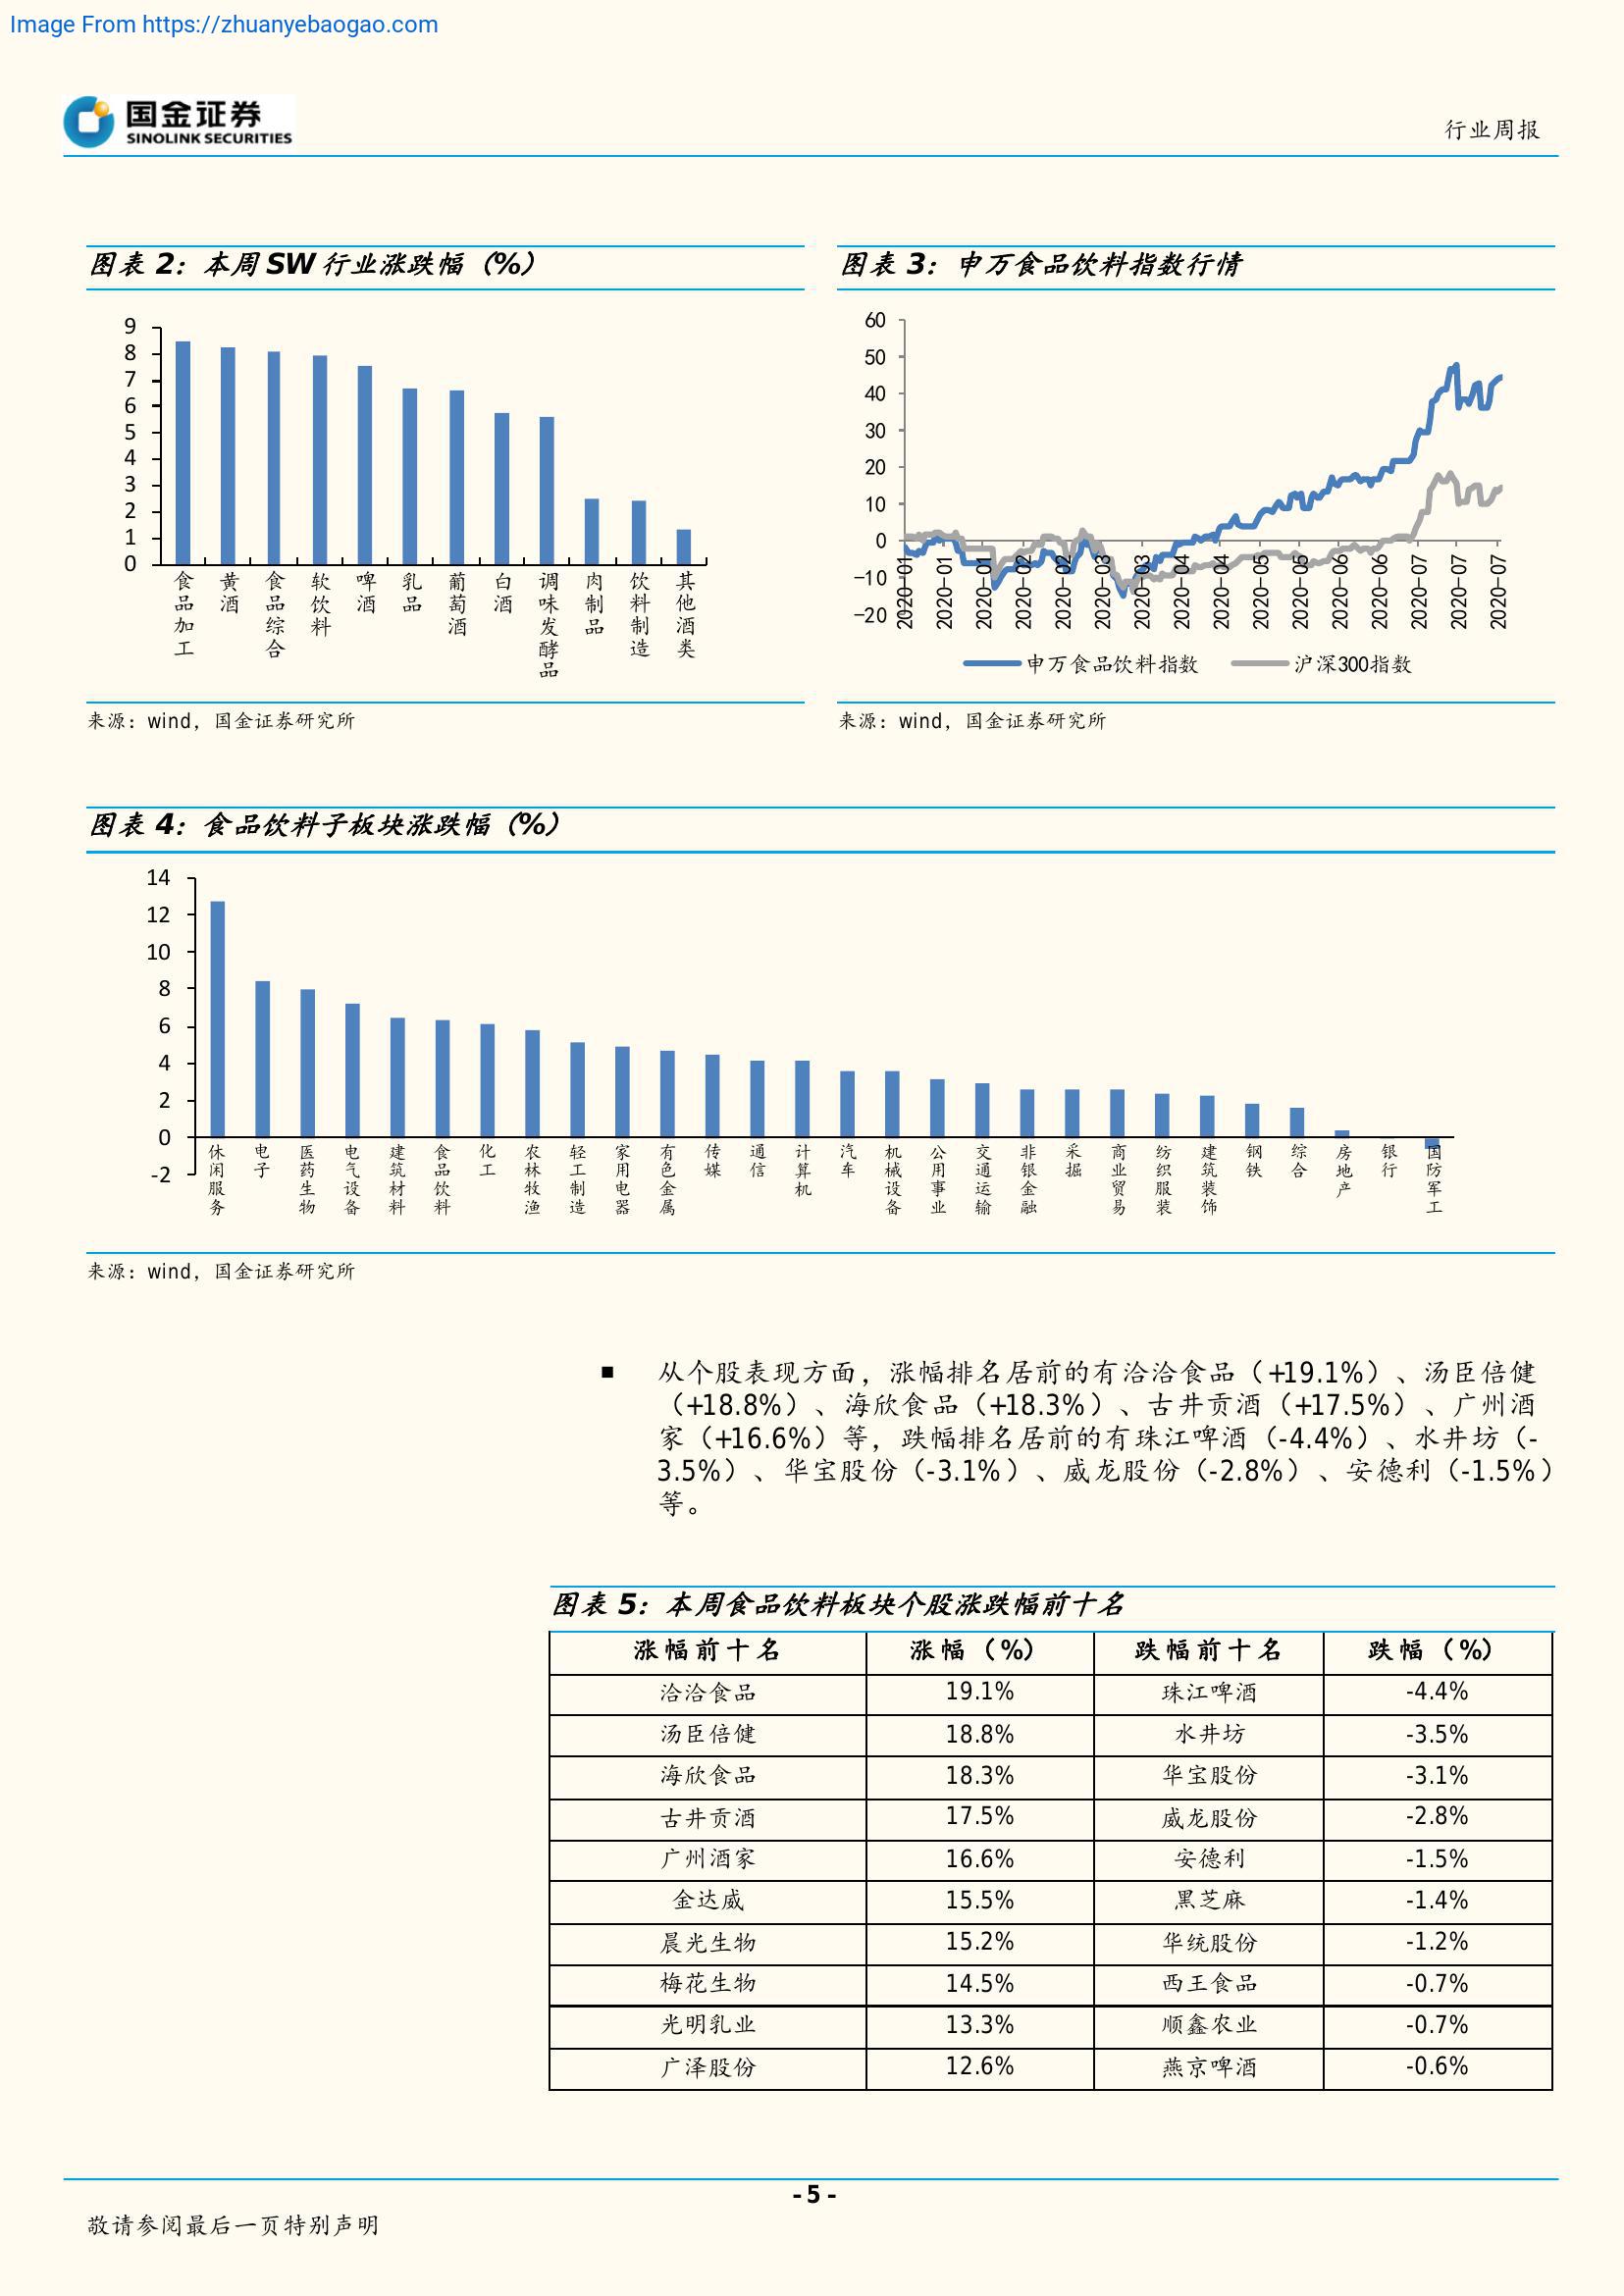 Image From https://zhuanyebaogao.com
国金证券
SINOLINK SECURITIES
行业周报
图表 2：本周 SW 行业涨跌幅（%）
9
8
7
6
5
4
3
2
1
0
食品加工
黄酒
食品综合
软饮料
啤酒
乳品
葡萄酒
白酒
调味发酵品
肉制品
饮料制造
其他酒类
来源：wind，国金证券研究所
图表 3：申万食品饮料指数行情
60
50
40
30
20
10
0
-10
-20
2020-01
2020-01
2020-01
2020-02
2020-02
2020-03
2020-03
2020-04
2020-04
2020-05
2020-05
2020-06
2020-06
2020-07
2020-07
2020-07
申万食品饮料指数
沪深300指数
来源：wind，国金证券研究所
图表 4：食品饮料子板块涨跌幅（%）
14
12
10
8
6
4
2
0
-2
休闲服务
电子
医药生物
电气设备
建筑材料
食品饮料
化工
农林牧渔
轻工制造
家用电器
有色金属
传媒
通信
计算机
汽车
机械设备
公用事业
交通运输
非银金融
采掘
商业贸易
纺织服装
建筑装饰
钢铁
综合
房地产
银行
国防军工
来源：wind，国金证券研究所
■ 从个股表现方面，涨幅排名居前的有洽洽食品（+19.1%）、汤臣倍健
（+18.8%）、海欣食品（+18.3%）、古井贡酒（+17.5%）、广州酒
家（+16.6%）等，跌幅排名居前的有珠江啤酒（-4.4%）、水井坊（-
3.5%）、华宝股份（-3.1%）、威龙股份（-2.8%）、安德利（-1.5%）
等。
图表 5：本周食品饮料板块个股涨跌幅前十名
涨幅前十名 涨幅（%） 跌幅前十名 跌幅（%）
洽洽食品 19.1% 珠江啤酒 -4.4%
汤臣倍健 18.8% 水井坊 -3.5%
海欣食品 18.3% 华宝股份 -3.1%
古井贡酒 17.5% 威龙股份 -2.8%
广州酒家 16.6% 安德利 -1.5%
金达威 15.5% 黑芝麻 -1.4%
晨光生物 15.2% 华统股份 -1.2%
梅花生物 14.5% 西王食品 -0.7%
光明乳业 13.3% 顺鑫农业 -0.7%
广泽股份 12.6% 燕京啤酒 -0.6%
- 5 -
敬请参阅最后一页特别声明